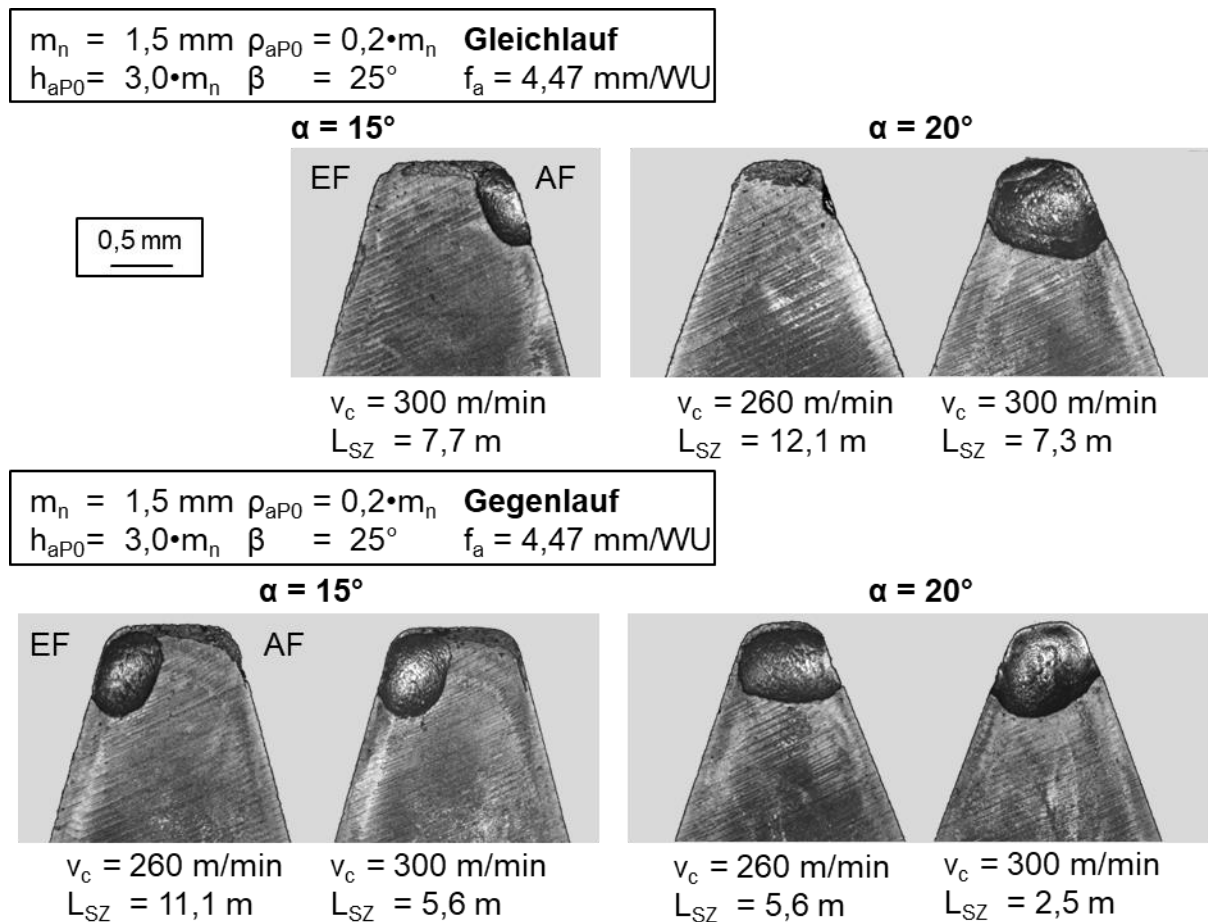 mn = 1,5 mm ρaP0 = 0,2•mn Gleichlauf
haP0= 3,0•mn β = 25° fa = 4,47 mm/WU
α = 15° α = 20°
EF AF
0,5 mm
vc = 300 m/min vc = 260 m/min vc = 300 m/min
LSZ = 7,7 m LSZ = 12,1 m LSZ = 7,3 m
mn = 1,5 mm ρaP0 = 0,2•mn Gegenlauf
haP0= 3,0•mn β = 25° fa = 4,47 mm/WU
α = 15° α = 20°
EF AF
vc = 260 m/min vc = 300 m/min vc = 260 m/min vc = 300 m/min
LSZ = 11,1 m LSZ = 5,6 m LSZ = 5,6 m LSZ = 2,5 m